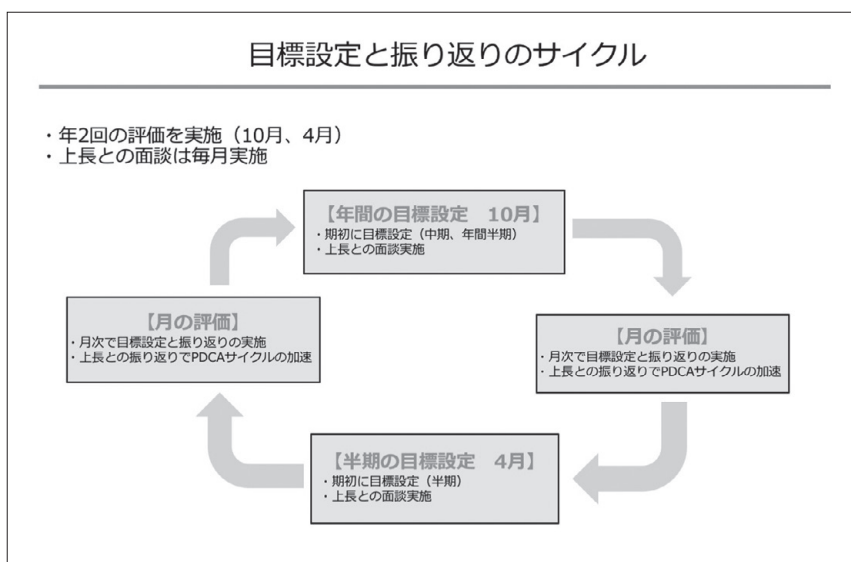 目標設定と振り返りのサイクル
・年2回の評価を実施（10月、4月）
・上長との面談は毎月実施
【年間の目標設定　10月】
・期初に目標設定（中期、年間半期）
・上長との面談実施
【月の評価】
・月次で目標設定と振り返りの実施
・上長との振り返りでPDCAサイクルの加速
【半期の目標設定　4月】
・期初に目標設定（半期）
・上長との面談実施
【月の評価】
・月次で目標設定と振り返りの実施
・上長との振り返りでPDCAサイクルの加速